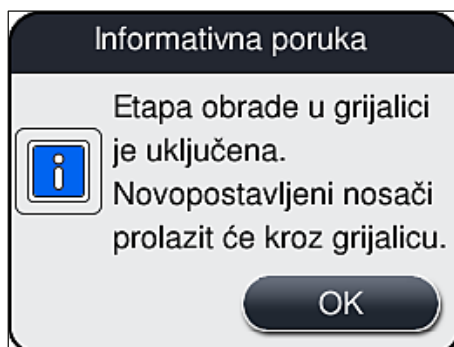 Informativna poruka
Etapa obrade u grijalici
je uključena.
Novopostavljeni nosači
prolazit će kroz grijalicu.
OK